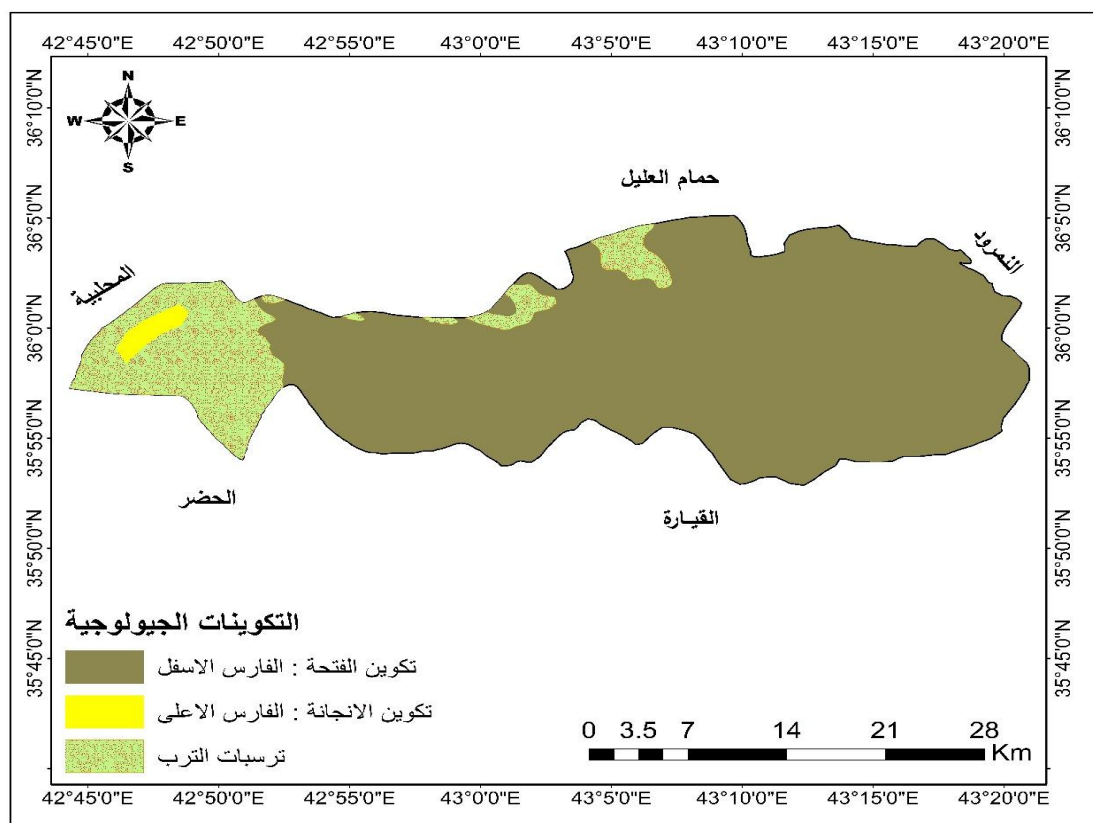 42°45'0"E 42°50'0"E 42°55'0"E 43°0'0"E 43°5'0"E 43°10'0"E 43°15'0"E 43°20'0"E
36°10'0"N
36°5'0"N
36°0'0"N
35°55'0"N
35°50'0"N
35°45'0"N
N
W E
S
حمام العليل
النمرود
المحلبية
الحضر
القيارة
36°10'0"N
36°5'0"N
36°0'0"N
35°55'0"N
35°50'0"N
35°45'0"N
التكوينات الجيولوجية
تكوين الفتحة : الفارس الاسفل
تكوين الانجانة : الفارس الاعلى
ترسبات الترب
0 3.5 7 14 21 28
Km
42°45'0"E 42°50'0"E 42°55'0"E 43°0'0"E 43°5'0"E 43°10'0"E 43°15'0"E 43°20'0"E